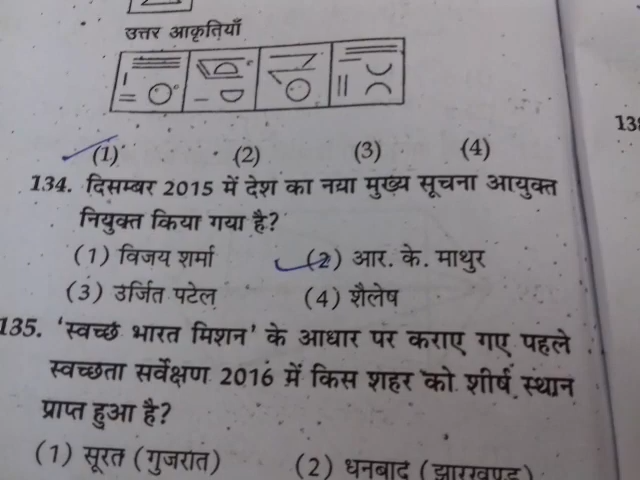 उत्तर आकृतियाँ
(1) (2) (3) (4)
134. दिसम्बर 2015 में देश का नया मुख्य सूचना आयुक्त
नियुक्त किया गया है?
(1) विजय शर्मा (2) आर. के. माथुर
(3) उर्जित पटेल (4) शैलेष
135. 'स्वच्छ भारत मिशन' के आधार पर कराए गए पहले
स्वच्छता सर्वेक्षण 2016 में किस शहर को शीर्ष स्थान
प्राप्त हुआ है?
(1) सूरत (गुजरात) (2) धनबाद (झारखण्ड)